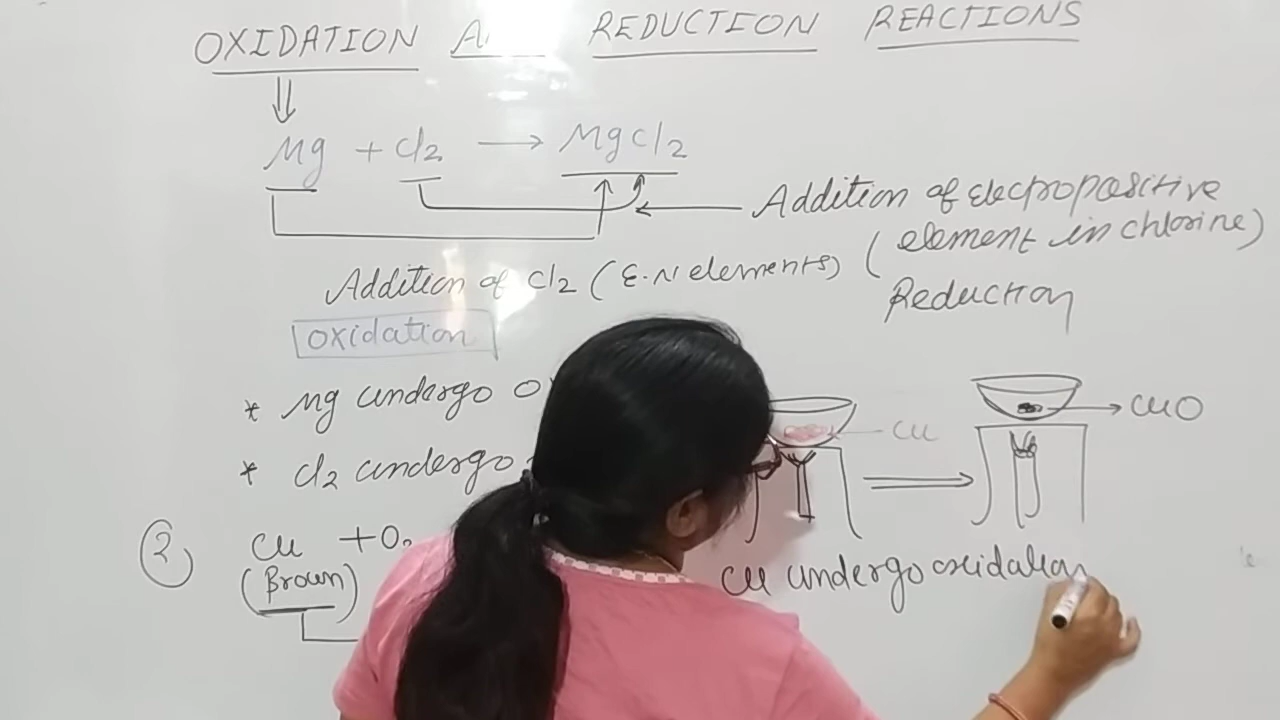 OXIDATION A REDUCTION REACTIONS
Mg + Cl2 → MgCl2
Addition of Electropositive
(element in chlorine)
Reduction
Addition of Cl2 (E.N elements)
Oxidation
* Mg undergo O
* Cl2 undergo
Cu
CuO
2 Cu + O2
(Brown)
Cu undergo oxidation